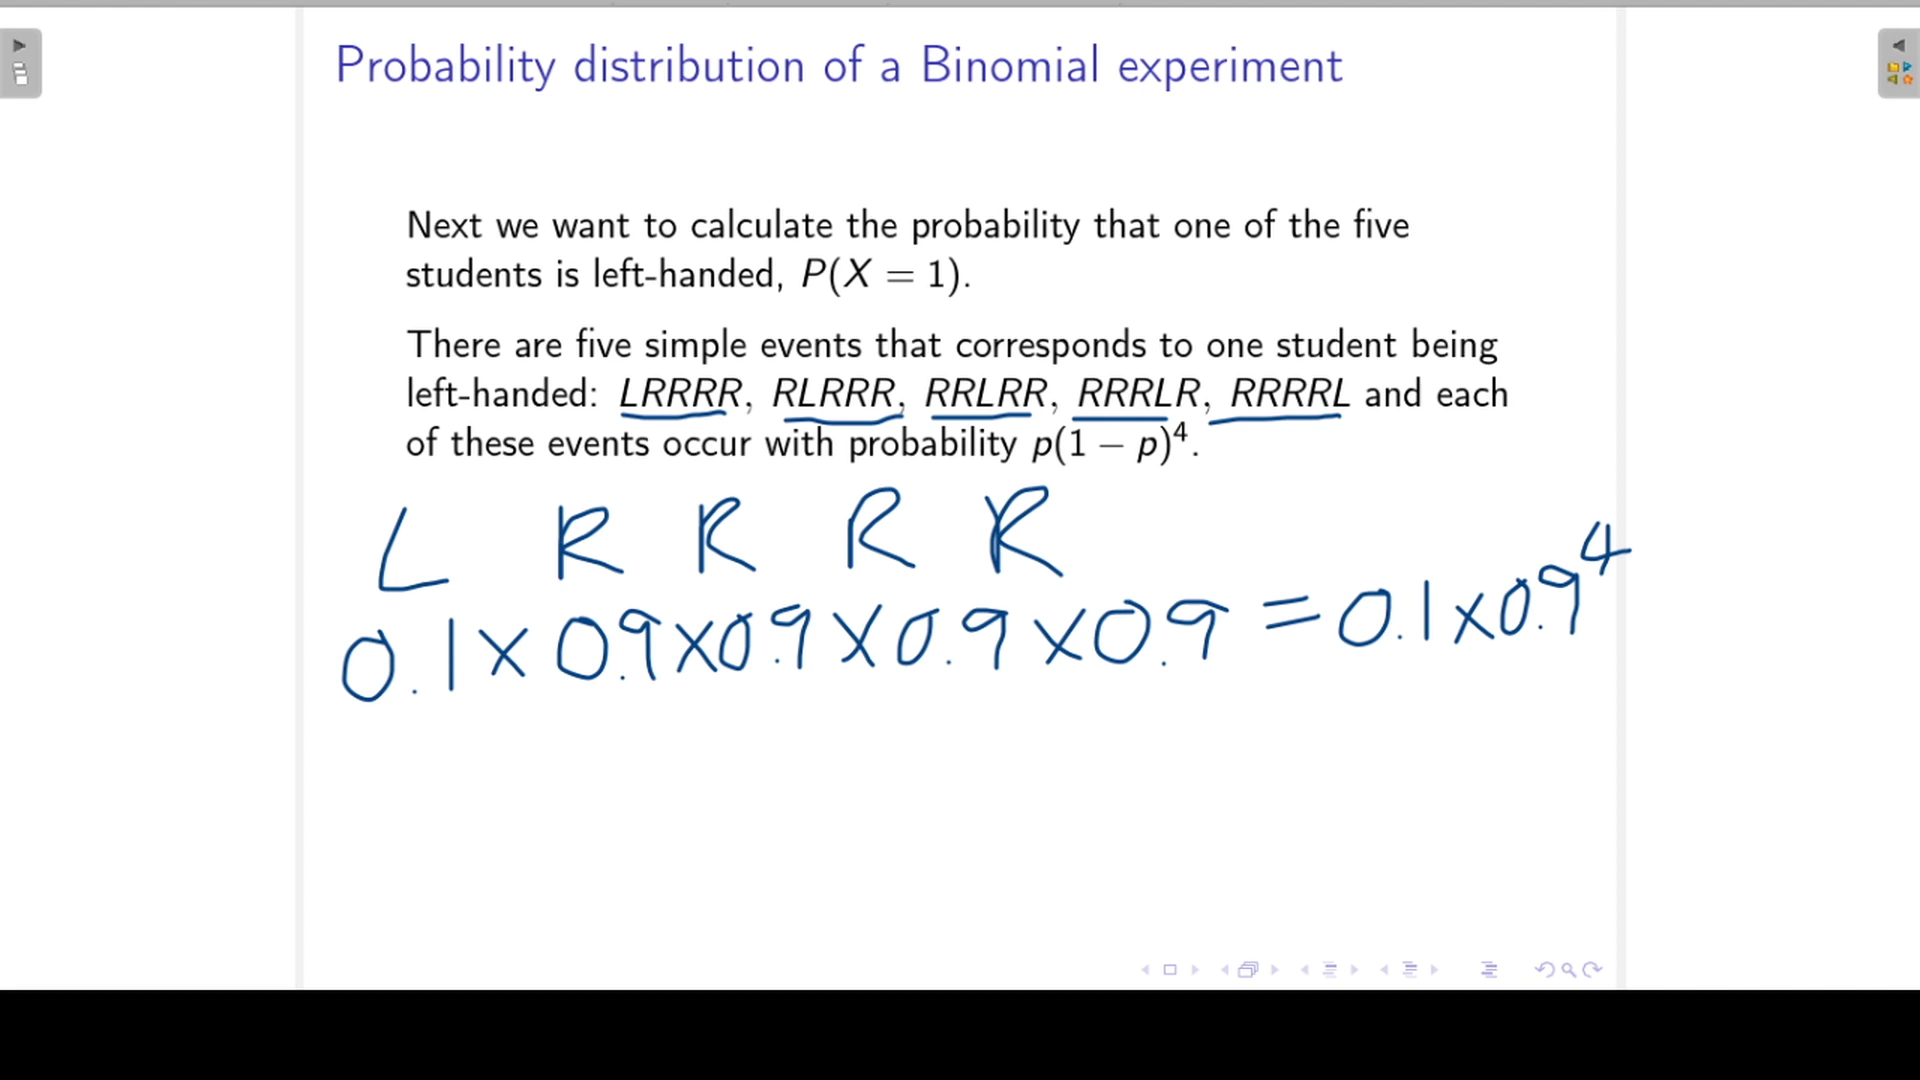 Probability distribution of a Binomial experiment
Next we want to calculate the probability that one of the five
students is left-handed, P(X = 1).
There are five simple events that corresponds to one student being
left-handed: LRRRR, RLRRR, RRLRR, RRRLR, RRRRL and each
of these events occur with probability p(1 − p)⁴.
L R R R R
0.1 x 0.9 x 0.9 x 0.9 x 0.9 = 0.1 x 0.9⁴